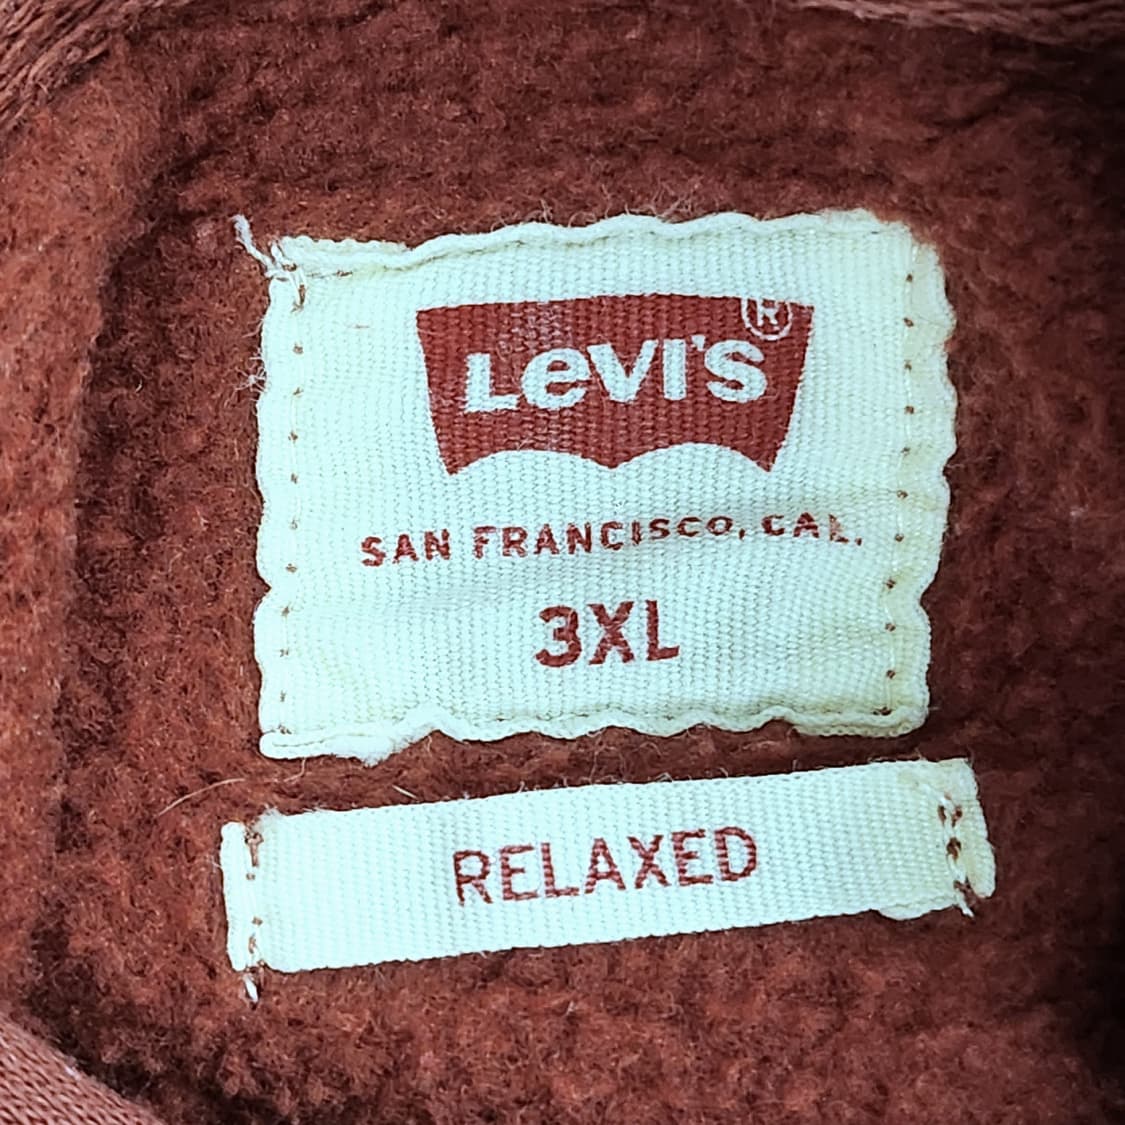 LEVI'S®
SAN FRANCISCO, CAL.
3XL
RELAXED